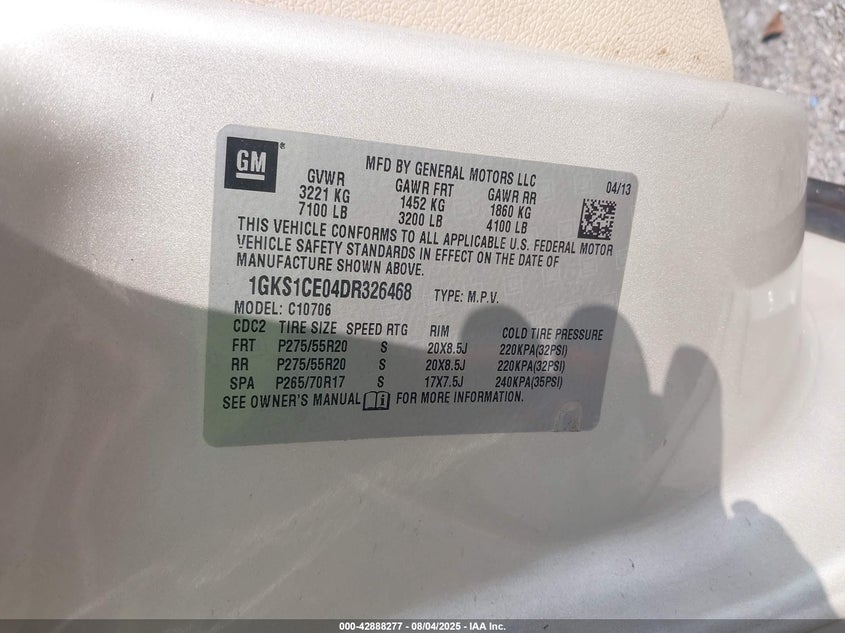 GM®
MFD BY GENERAL MOTORS LLC 04/13
GVWR GAWR FRT GAWR RR
3221 KG 1452 KG 1860 KG
7100 LB 3200 LB 4100 LB
THIS VEHICLE CONFORMS TO ALL APPLICABLE U.S. FEDERAL MOTOR
VEHICLE SAFETY STANDARDS IN EFFECT ON THE DATE OF
MANUFACTURE SHOWN ABOVE.
1GKS1CE04DR326468 TYPE: M.P.V.
MODEL: C10706
CDC2 TIRE SIZE SPEED RTG RIM COLD TIRE PRESSURE
FRT P275/55R20 S 20X8.5J 220KPA(32PSI)
RR P275/55R20 S 20X8.5J 220KPA(32PSI)
SPA P265/70R17 S 17X7.5J 240KPA(35PSI)
SEE OWNER'S MANUAL FOR MORE INFORMATION.
000-42888277 - 08/04/2025 - IAA Inc.